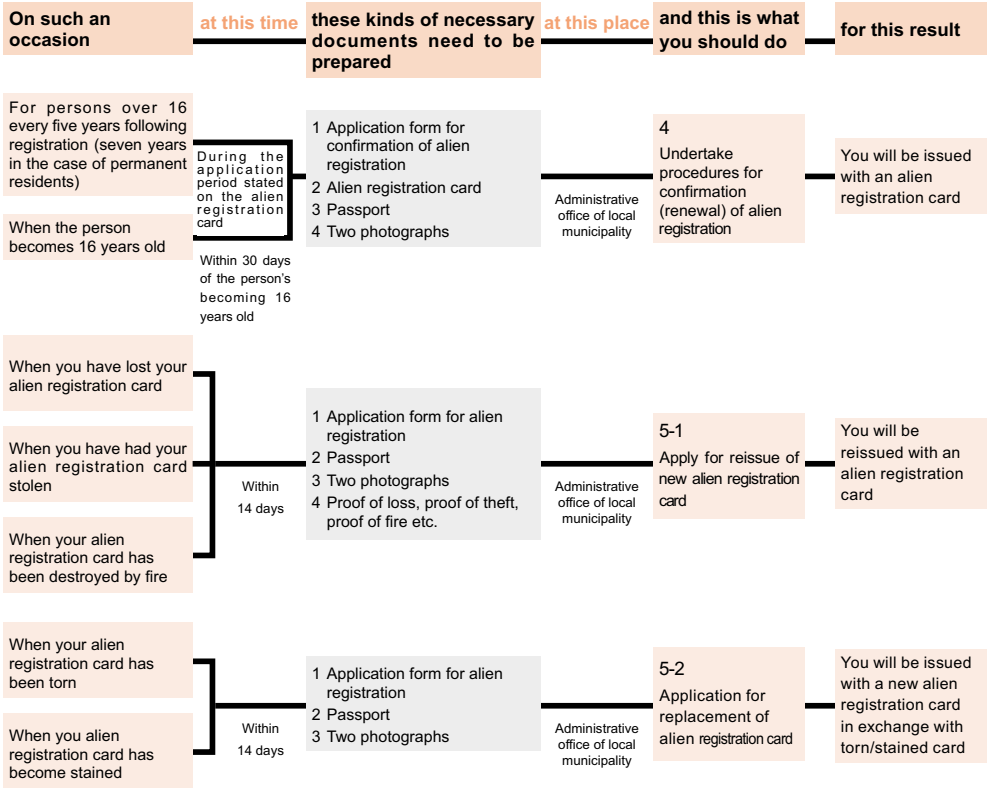 On such an
occasion
at this time
these kinds of necessary
documents need to be
prepared
at this place
and this is what
you should do
for this result
For persons over 16
every five years following
registration (seven years
in the case of permanent
residents)
When the person
becomes 16 years old
During the
application
period stated
on the alien
registration
card
Within 30 days
of the person's
becoming 16
years old
1 Application form for
confirmation of alien
registration
2 Alien registration card
3 Passport
4 Two photographs
Administrative
office of local
municipality
4
Undertake
procedures for
confirmation
(renewal) of alien
registration
You will be issued
with an alien
registration card
When you have lost your
alien registration card
When you have had your
alien registration card
stolen
When your alien
registration card has
been destroyed by fire
Within
14 days
1 Application form for alien
registration
2 Passport
3 Two photographs
4 Proof of loss, proof of theft,
proof of fire etc.
Administrative
office of local
municipality
5-1
Apply for reissue of
new alien registration
card
You will be
reissued with an
alien registration
card
When your alien
registration card has
been torn
When you alien
registration card has
become stained
Within
14 days
1 Application form for alien
registration
2 Passport
3 Two photographs
Administrative
office of local
municipality
5-2
Application for
replacement of
alien registration card
You will be issued
with a new alien
registration card
in exchange with
torn/stained card